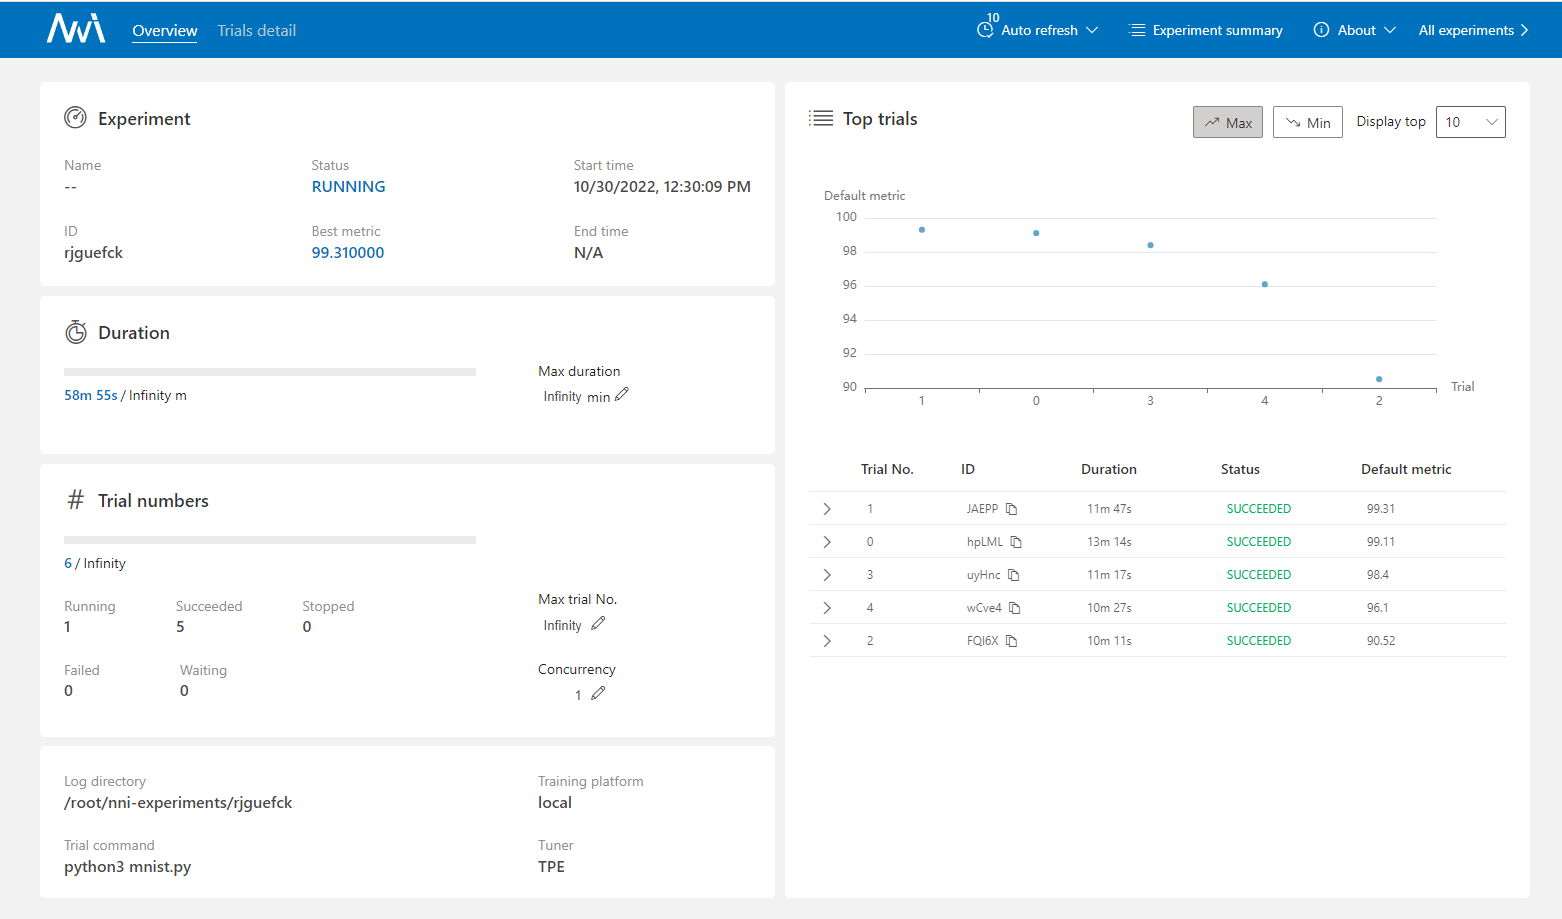 NNI Overview Trials detail 10 Auto refresh Experiment summary About All experiments
Experiment
Name Status Start time
-- RUNNING 10/30/2022, 12:30:09 PM
ID Best metric End time
rjguefck 99.310000 N/A
Duration
Max duration
58m 55s / Infinity m Infinity min
# Trial numbers
6 / Infinity
Running Succeeded Stopped Max trial No.
1 5 0 Infinity
Failed Waiting Concurrency
0 0 1
Log directory Training platform
/root/nni-experiments/rjguefck local
Trial command Tuner
python3 mnist.py TPE
Top trials Max Min Display top 10
Default metric
100
98
96
94
92
90 Trial
1 0 3 4 2
Trial No. ID Duration Status Default metric
1 JAEPP 11m 47s SUCCEEDED 99.31
0 hpLML 13m 14s SUCCEEDED 99.11
3 uyHnc 11m 17s SUCCEEDED 98.4
4 wCve4 10m 27s SUCCEEDED 96.1
2 FQI6X 10m 11s SUCCEEDED 90.52